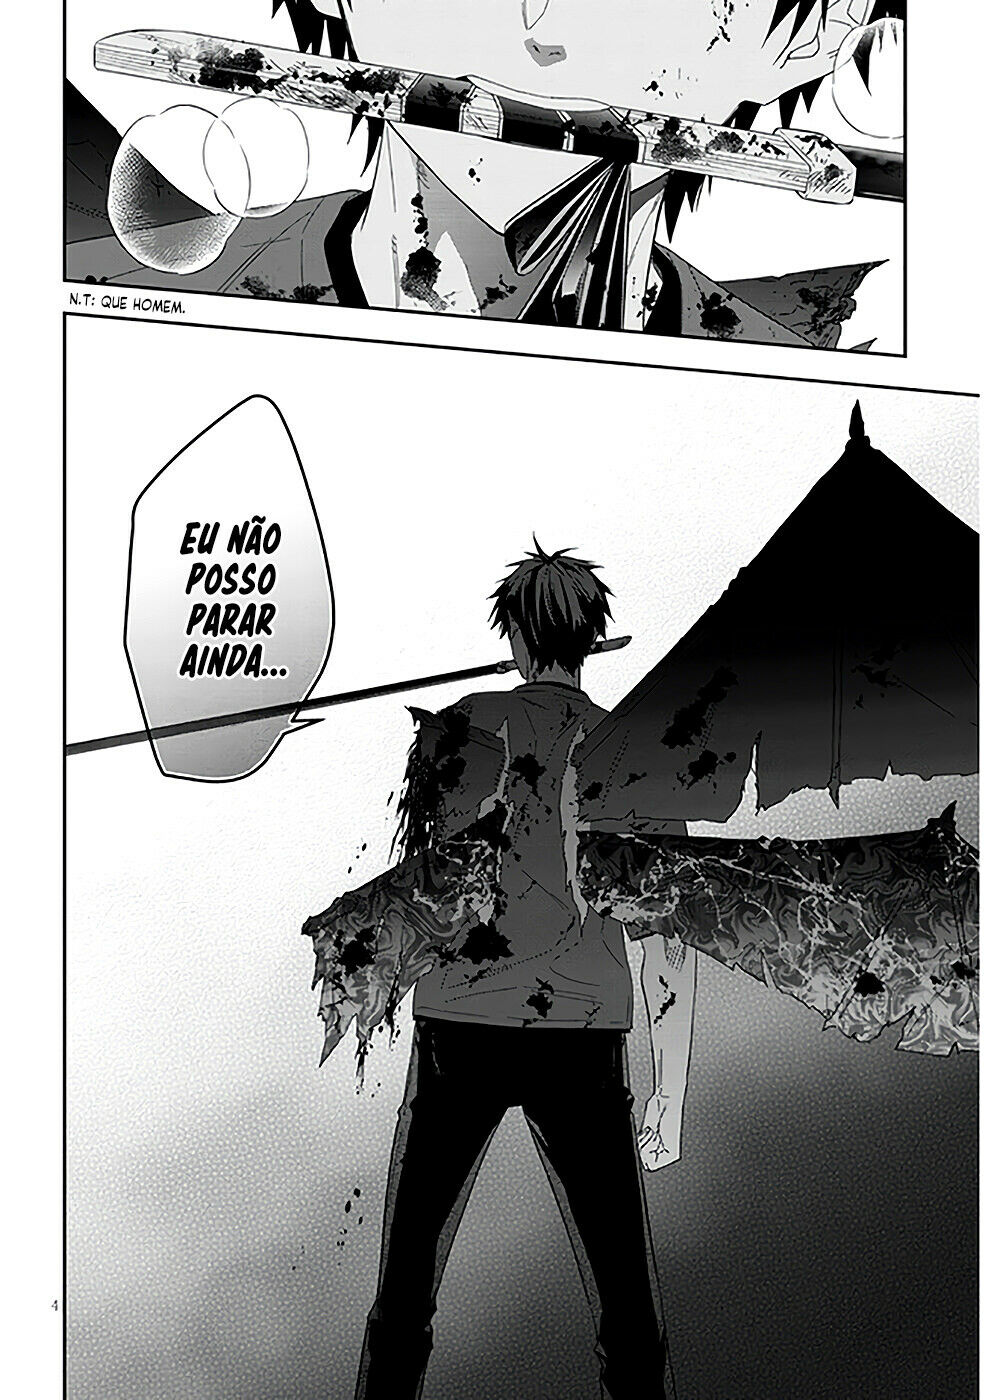 N.T: QUE HOMEM.
EU NÃO
POSSO
PARAR
AINDA...
4